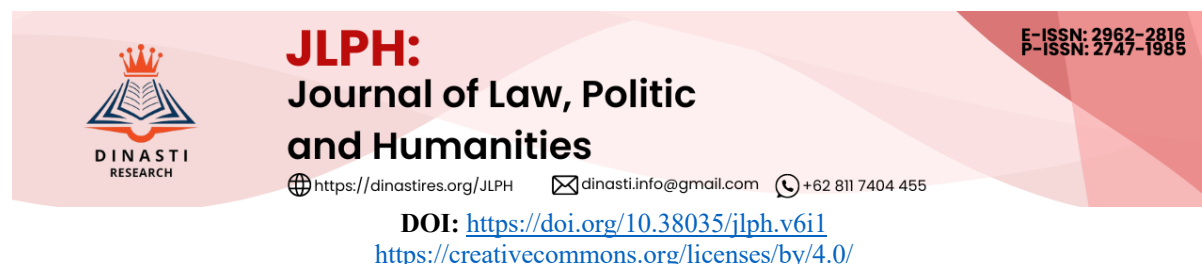 JLPH:
Journal of Law, Politic
and Humanities
DINASTI
RESEARCH
https://dinastires.org/JLPH dinasti.info@gmail.com +62 811 7404 455
E-ISSN: 2962-2816
P-ISSN: 2747-1985
DOI: https://doi.org/10.38035/jlph.v6i1
https://creativecommons.org/licenses/by/4.0/